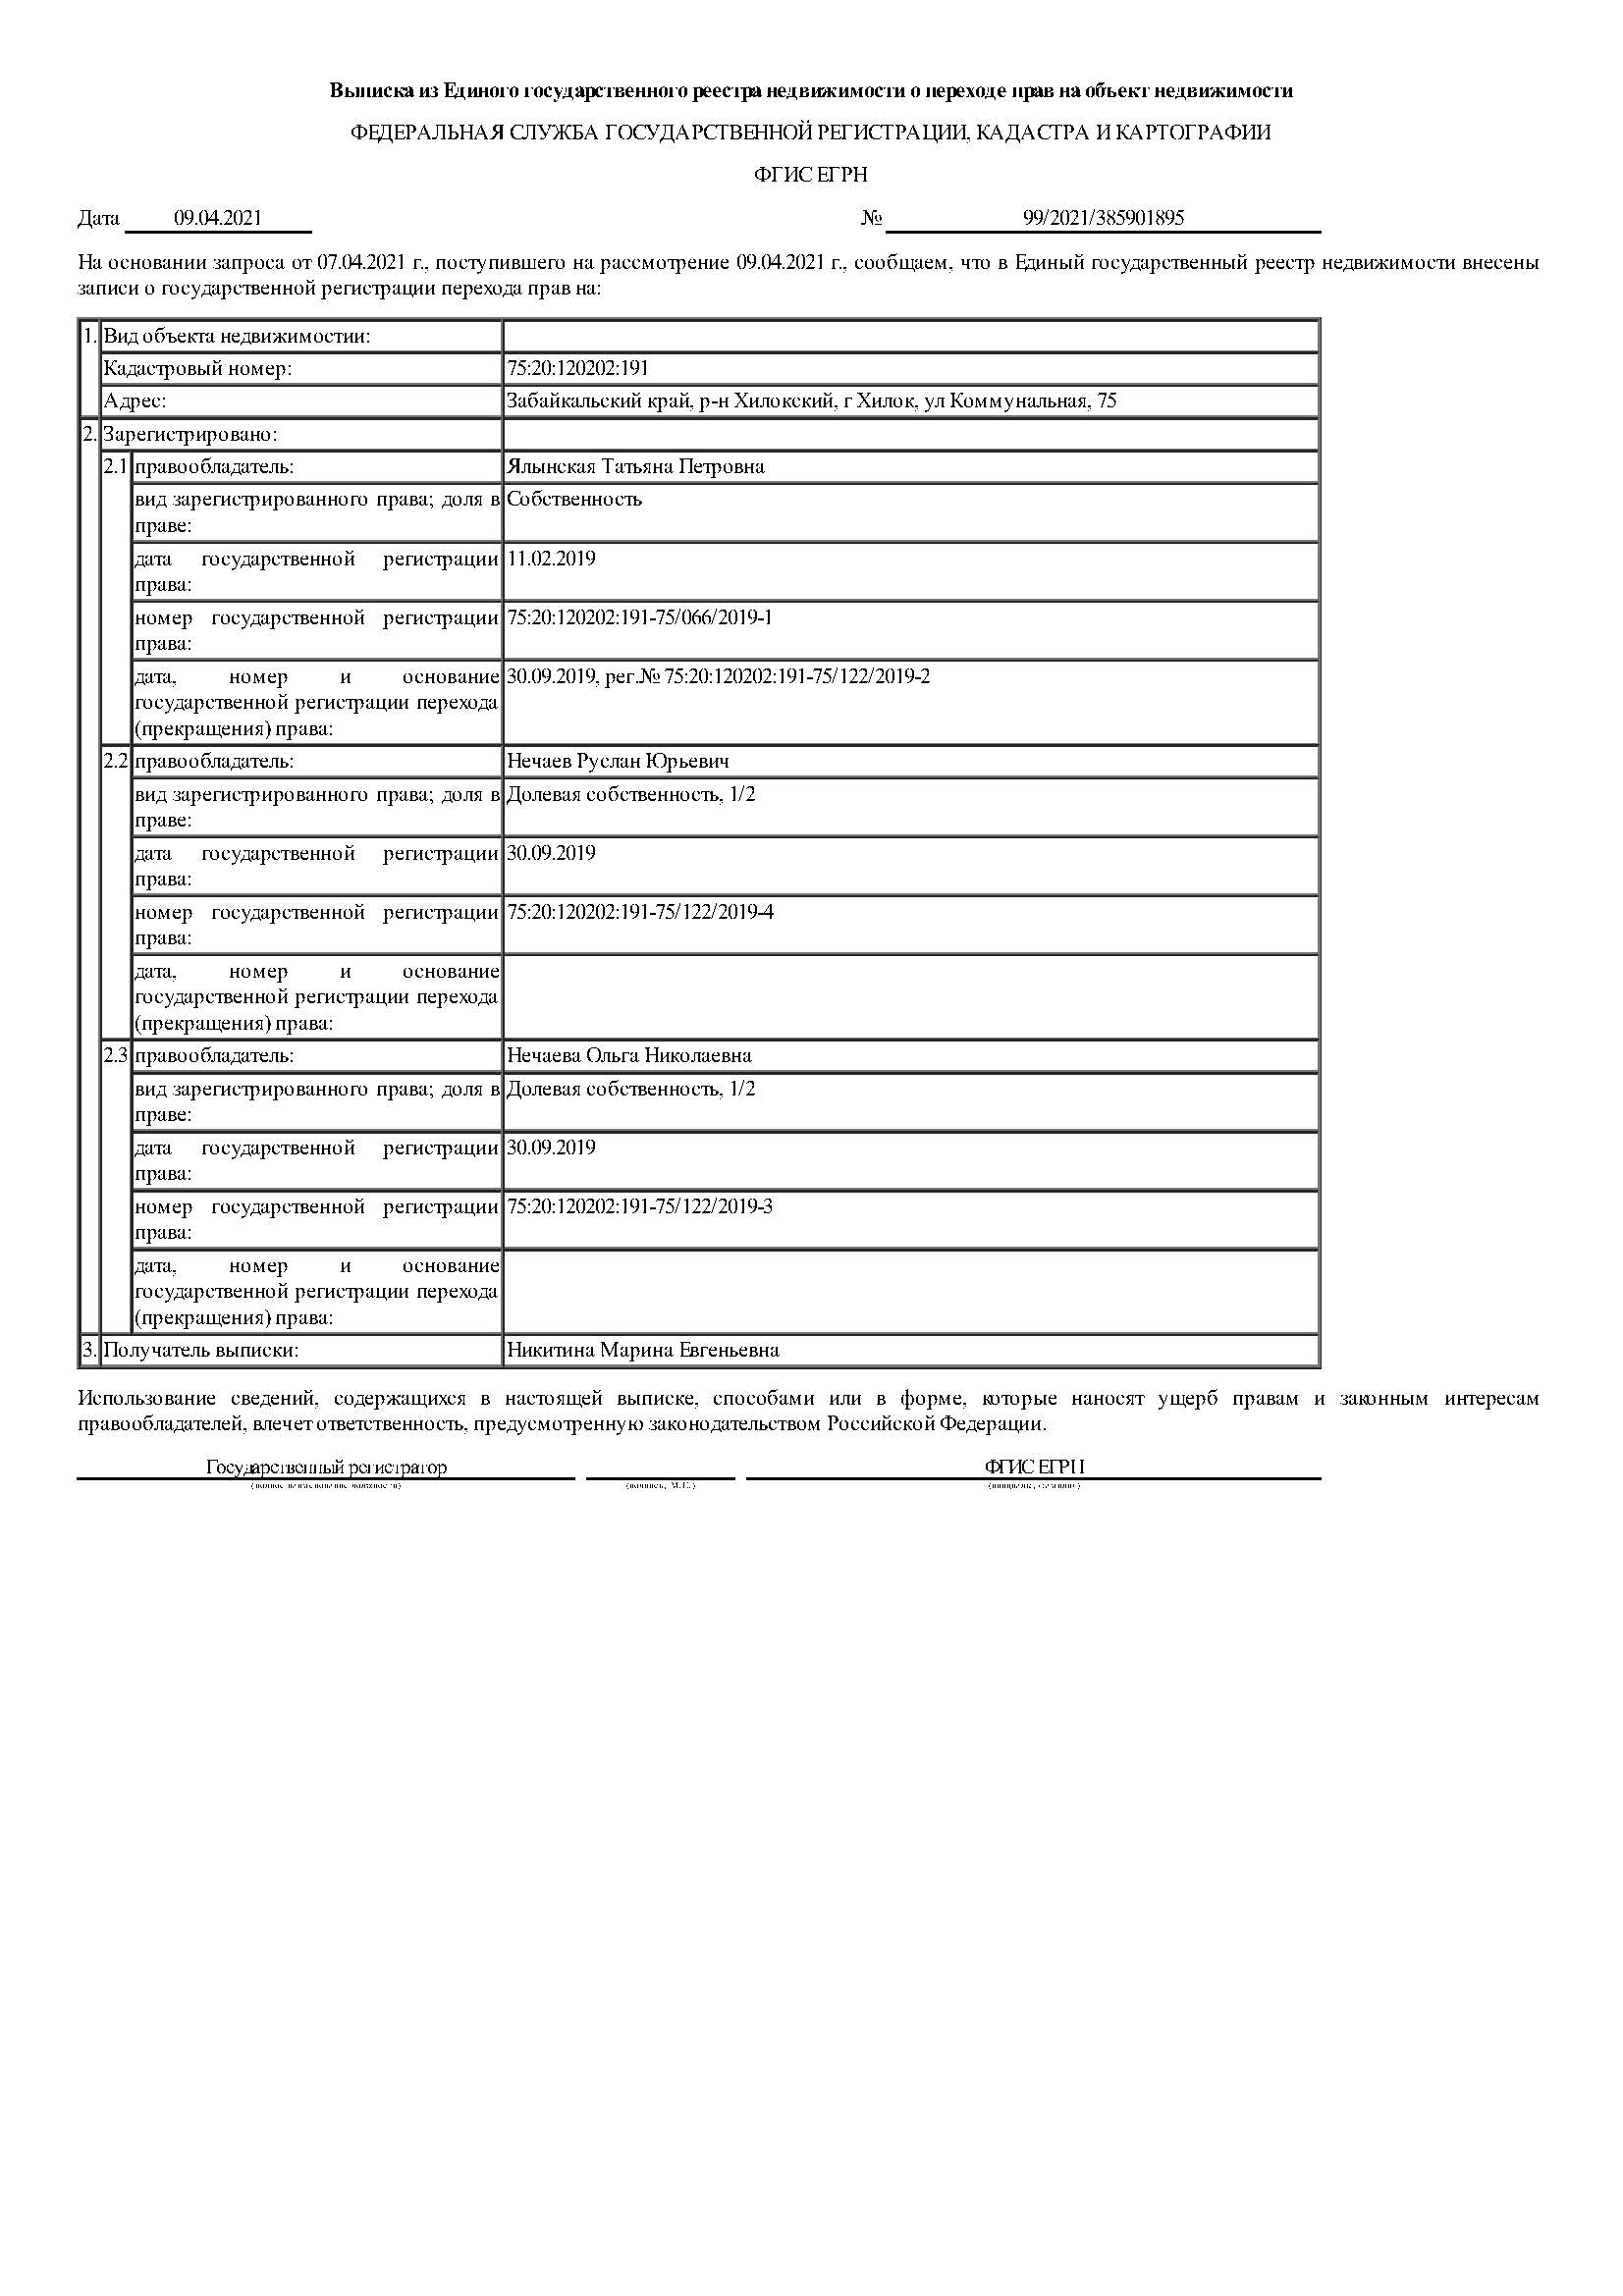 Выписка из Единого государственного реестра недвижимости о переходе прав на объект недвижимости
ФЕДЕРАЛЬНАЯ СЛУЖБА ГОСУДАРСТВЕННОЙ РЕГИСТРАЦИИ, КАДАСТРА И КАРТОГРАФИИ
ФГИС ЕГРН
Дата 09.04.2021 № 99/2021/385901895
На основании запроса от 07.04.2021 г., поступившего на рассмотрение 09.04.2021 г., сообщаем, что в Единый государственный реестр недвижимости внесены
записи о государственной регистрации перехода прав на:
1. Вид объекта недвижимостии:
Кадастровый номер: 75:20:120202:191
Адрес: Забайкальский край, р-н Хилокский, г Хилок, ул Коммунальная, 75
2. Зарегистрировано:
2.1 правообладатель: Ялынская Татьяна Петровна
вид зарегистрированного права; доля в Собственность
праве:
дата государственной регистрации 11.02.2019
права:
номер государственной регистрации 75:20:120202:191-75/066/2019-1
права:
дата, номер и основание 30.09.2019, рег.№ 75:20:120202:191-75/122/2019-2
государственной регистрации перехода
(прекращения) права:
2.2 правообладатель: Нечаев Руслан Юрьевич
вид зарегистрированного права; доля в Долевая собственность, 1/2
праве:
дата государственной регистрации 30.09.2019
права:
номер государственной регистрации 75:20:120202:191-75/122/2019-4
права:
дата, номер и основание
государственной регистрации перехода
(прекращения) права:
2.3 правообладатель: Нечаева Ольга Николаевна
вид зарегистрированного права; доля в Долевая собственность, 1/2
праве:
дата государственной регистрации 30.09.2019
права:
номер государственной регистрации 75:20:120202:191-75/122/2019-3
права:
дата, номер и основание
государственной регистрации перехода
(прекращения) права:
3. Получатель выписки: Никитина Марина Евгеньевна
Использование сведений, содержащихся в настоящей выписке, способами или в форме, которые наносят ущерб правам и законным интересам
правообладателей, влечет ответственность, предусмотренную законодательством Российской Федерации.
Государственный регистратор ФГИС ЕГРН
(полное наименование должности) (подпись, М.П.) (инициалы, фамилия)